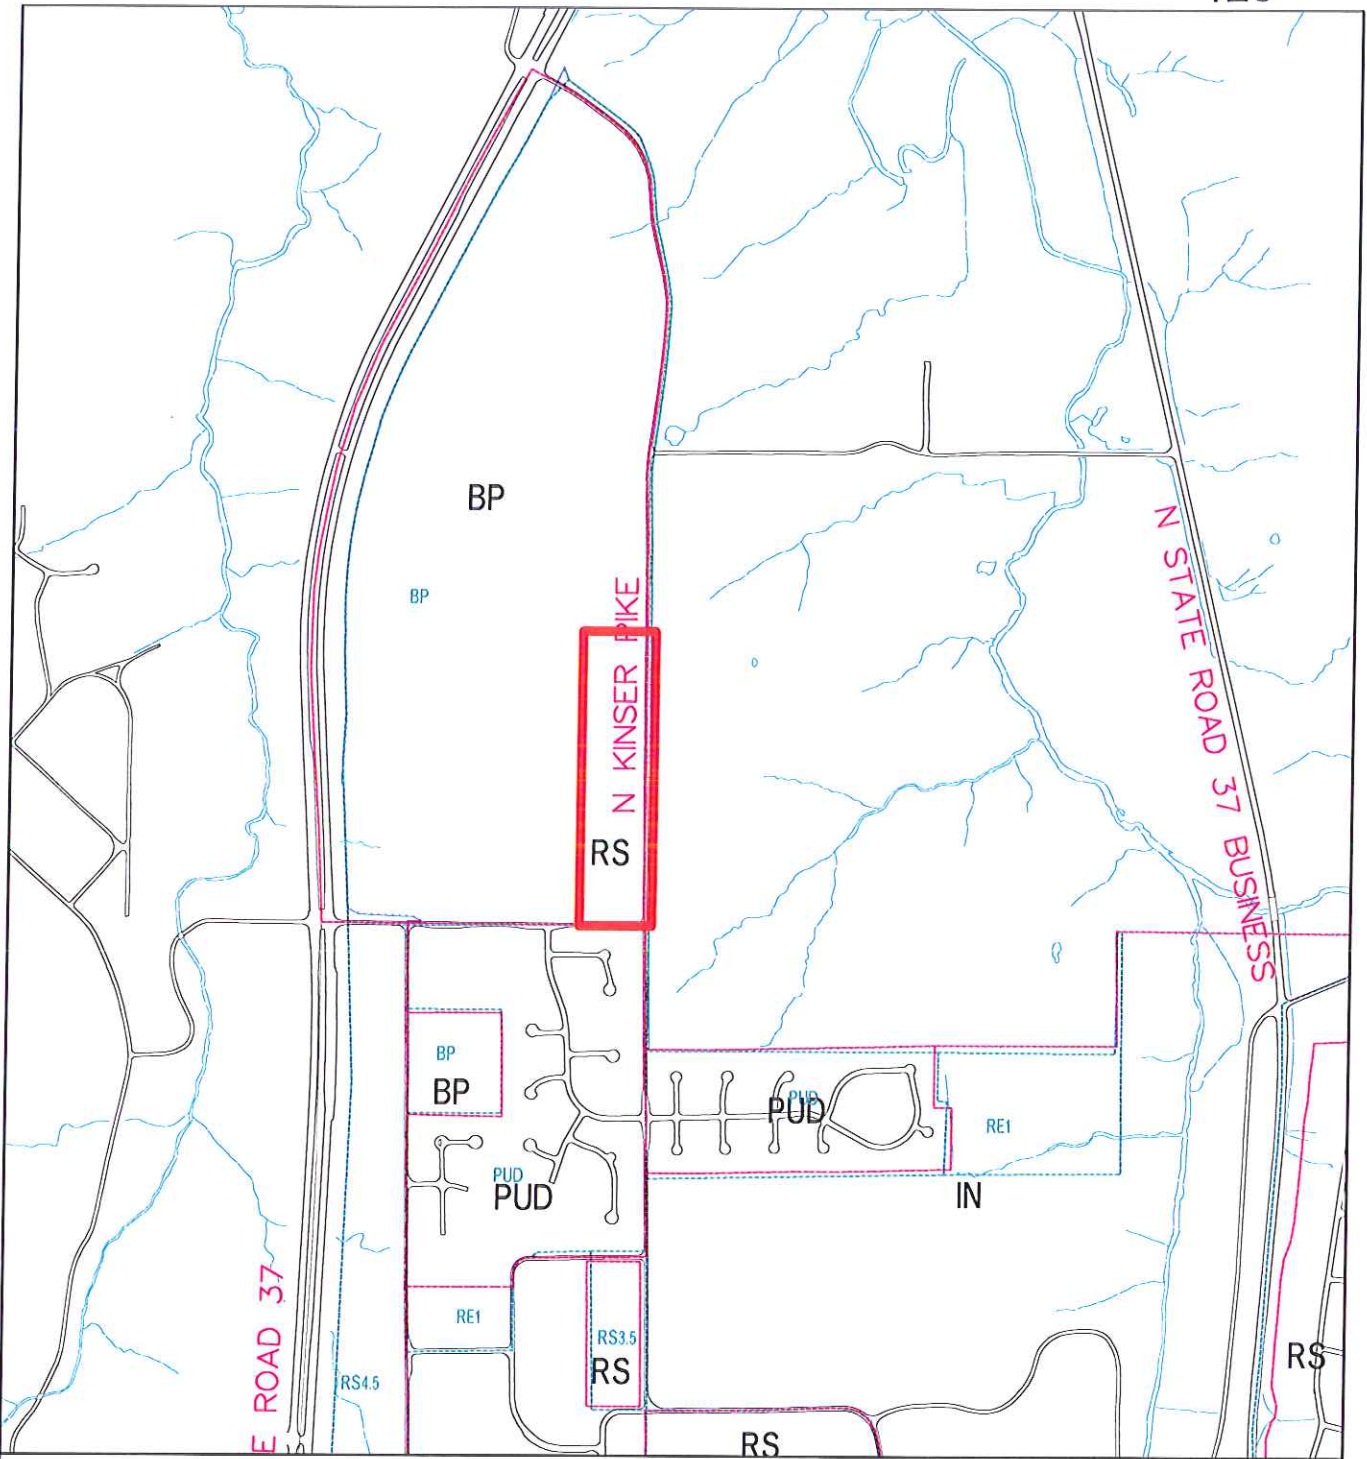 BP
BP
N KINSER PIKE
RS
N STATE ROAD 37 BUSINESS
BP
BP
PUD
PUD
RE1
PUD
PUD
IN
E ROAD 37
RE1
RS3.5
RS
RS4.5
RS
RS